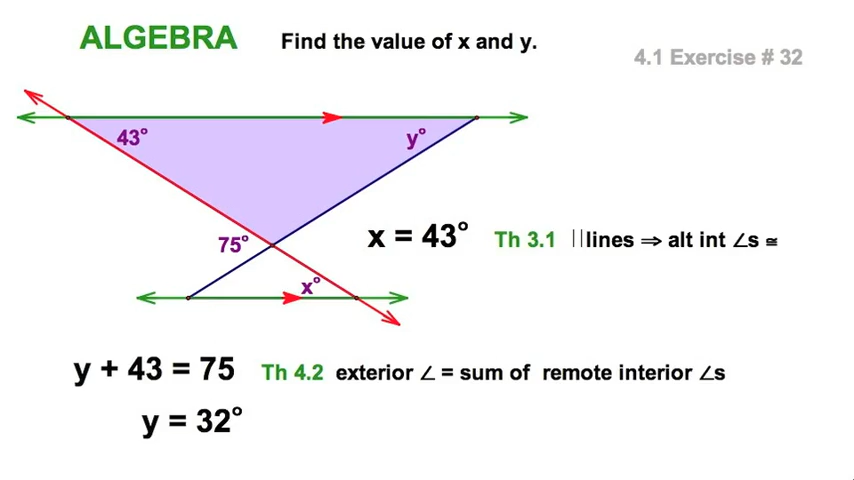 ALGEBRA Find the value of x and y.
4.1 Exercise # 32
43° y°
75° x = 43° Th 3.1 ||lines ⇒ alt int ∠s ≅
x°
y + 43 = 75 Th 4.2 exterior ∠ = sum of remote interior ∠s
y = 32°